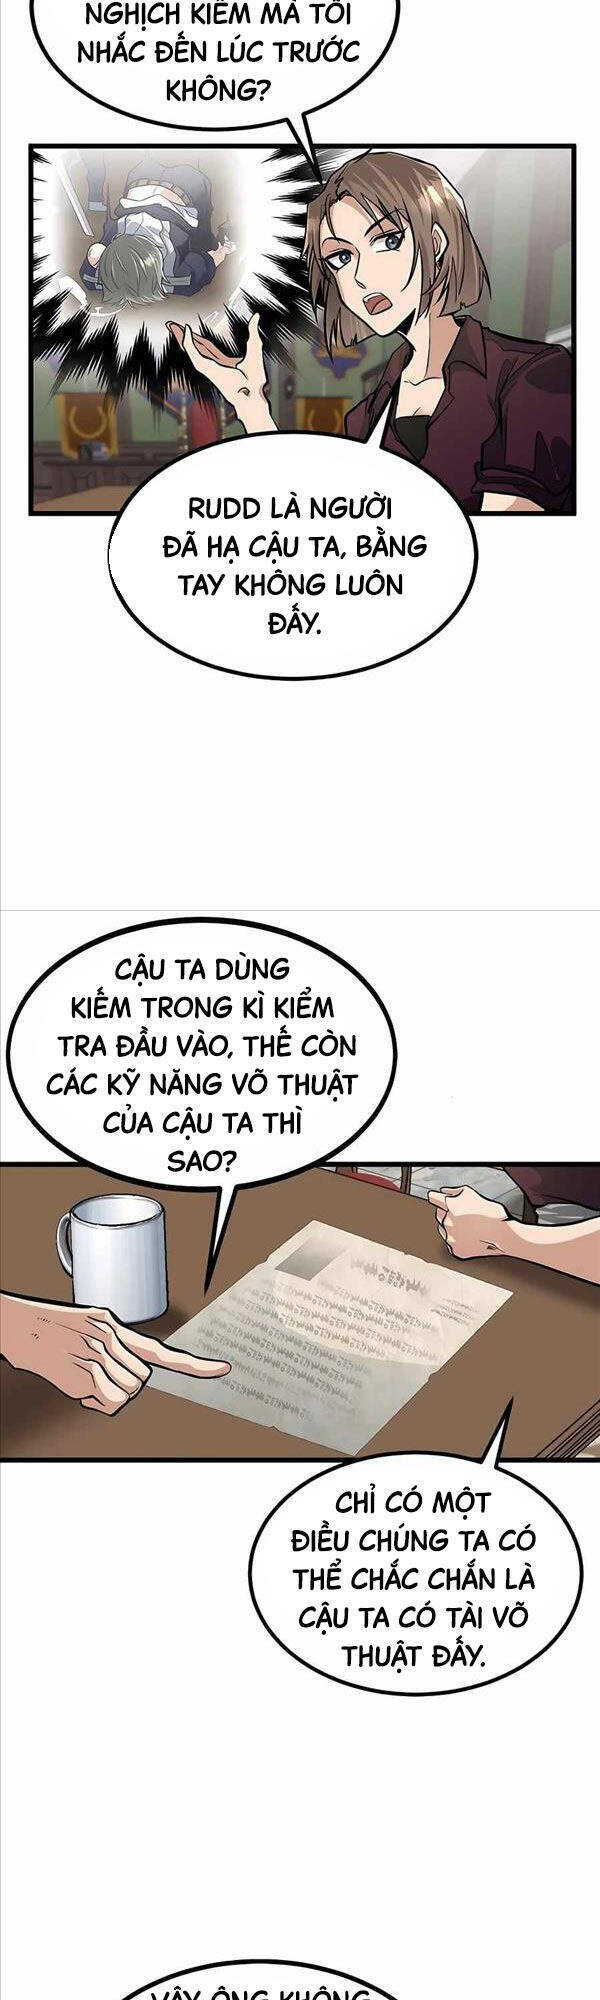 NGHỊCH KIẾM MÀ TÔI
NHẮC ĐẾN LÚC TRƯỚC
KHÔNG?
RUDD LÀ NGƯỜI
ĐÃ HẠ CẬU TA, BẰNG
TAY KHÔNG LUÔN
ĐẤY.
CẬU TA DÙNG
KIẾM TRONG KÌ KIỂM
TRA ĐẦU VÀO, THẾ CÒN
CÁC KỸ NĂNG VÕ THUẬT
CỦA CẬU TA THÌ
SAO?
CHỈ CÓ MỘT
ĐIỀU CHÚNG TA CÓ
THỂ CHẮC CHẮN LÀ
CẬU TA CÓ TÀI VÕ
THUẬT ĐẤY.
VẬY ÔNG KHÔNG